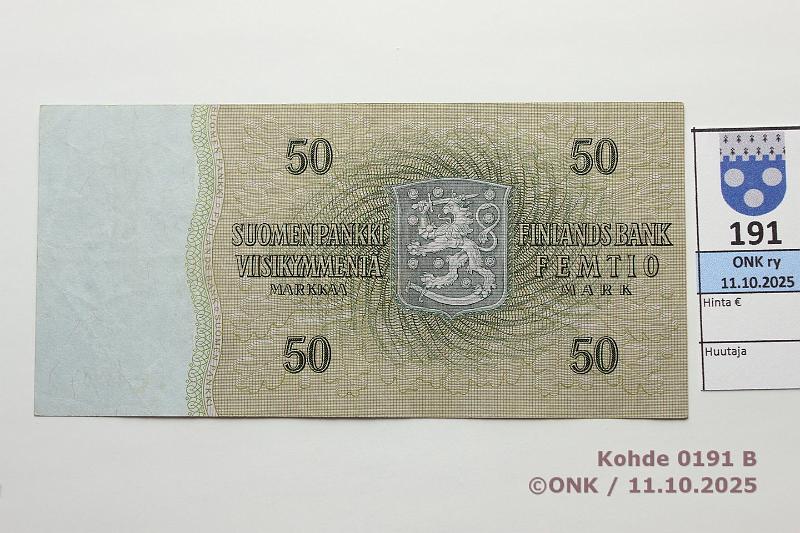 50
50
SUOMEN PANKKI
VIISIKYMMENTÄ
MARKKAA
FINLANDS BANK
FEMTIO
MARK
50
50
191
ONK ry
11.10.2025
Hinta €
Huutaja
Kohde 0191 B
©ONK / 11.10.2025